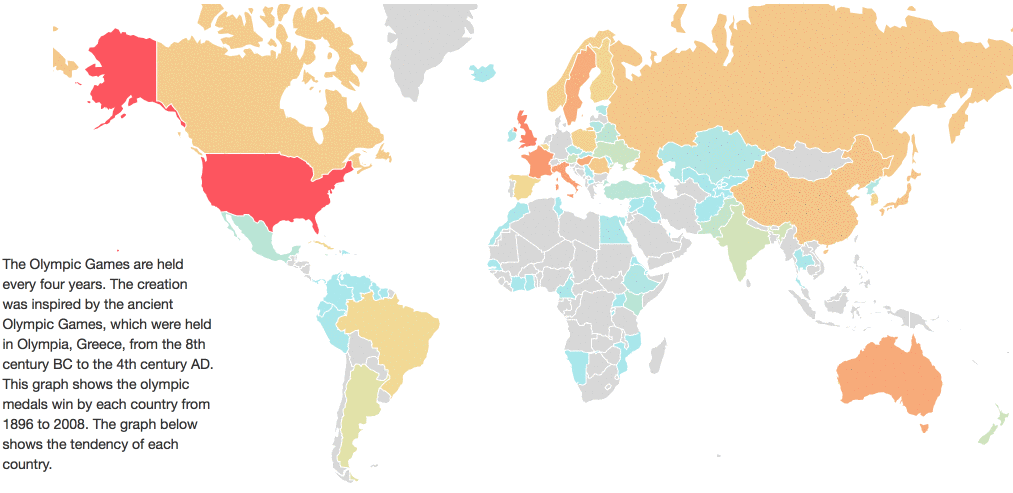 The Olympic Games are held
every four years. The creation
was inspired by the ancient
Olympic Games, which were held
in Olympia, Greece, from the 8th
century BC to the 4th century AD.
This graph shows the olympic
medals win by each country from
1896 to 2008. The graph below
shows the tendency of each
country.